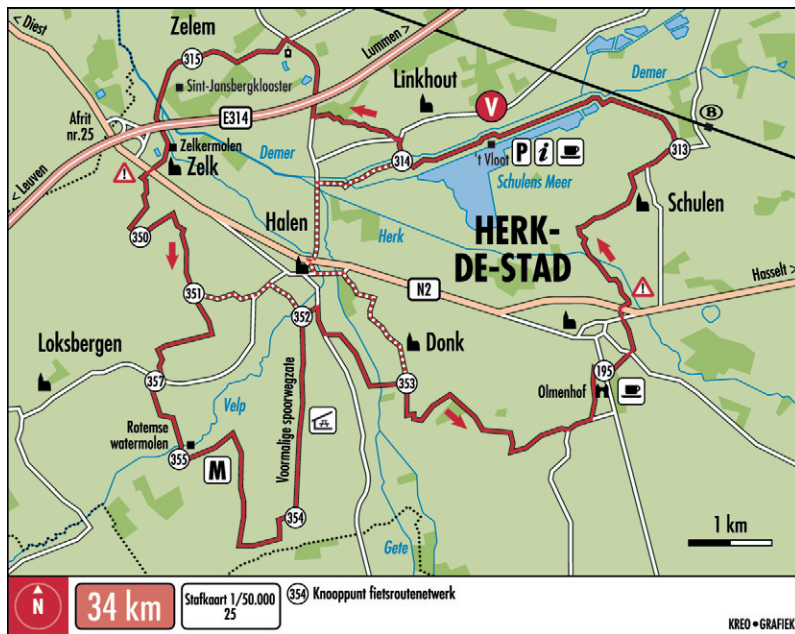 < Diest
Zelem
315
Lummen >
Sint-Jansbergklooster
Linkhout
Demer
Afrit
nr.25
E314
V
B
Zelkermolen
't Vloot
P i
313
< Leuven
Zelk
Demer
314
Schulens Meer
Schulen
350
Halen
Herk
HERK-
DE-STAD
351
N2
Hasselt >
352
Loksbergen
Donk
357
353
195
Olmenhof
Velp
Voormalige spoorwegzate
Rotemse
watermolen
355
M
354
Gete
1 km
N
34 km
Stafkaart 1/50.000
25
354 Knooppunt fietsroutenetwerk
KREO • GRAFIEK